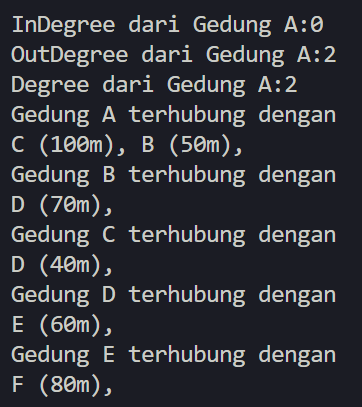 InDegree dari Gedung A:0
OutDegree dari Gedung A:2
Degree dari Gedung A:2
Gedung A terhubung dengan
C (100m), B (50m),
Gedung B terhubung dengan
D (70m),
Gedung C terhubung dengan
D (40m),
Gedung D terhubung dengan
E (60m),
Gedung E terhubung dengan
F (80m),